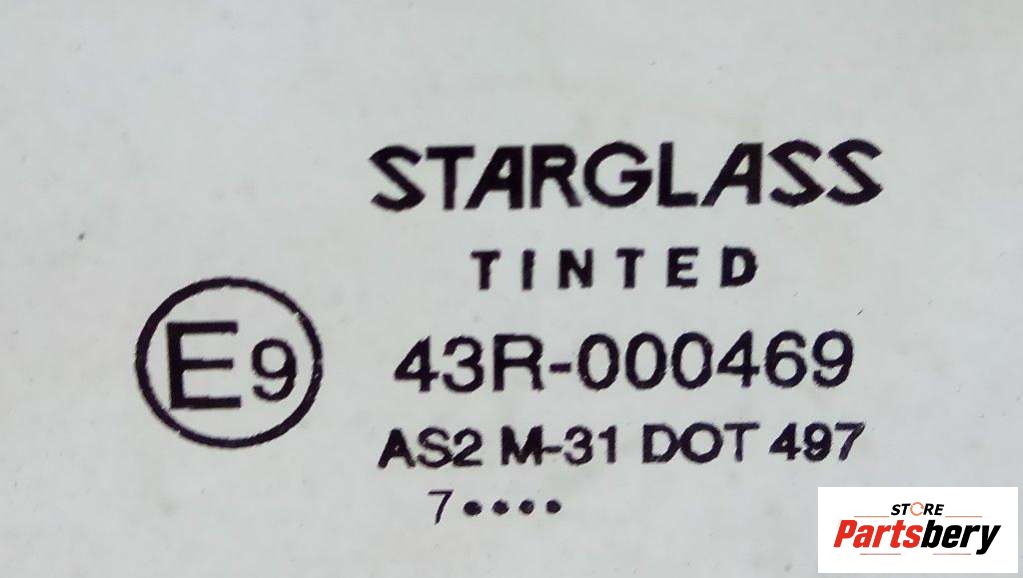 STARGLASS
TINTED
E9 43R-000469
AS2 M-31 DOT 497
7••••
STORE
Partsbery